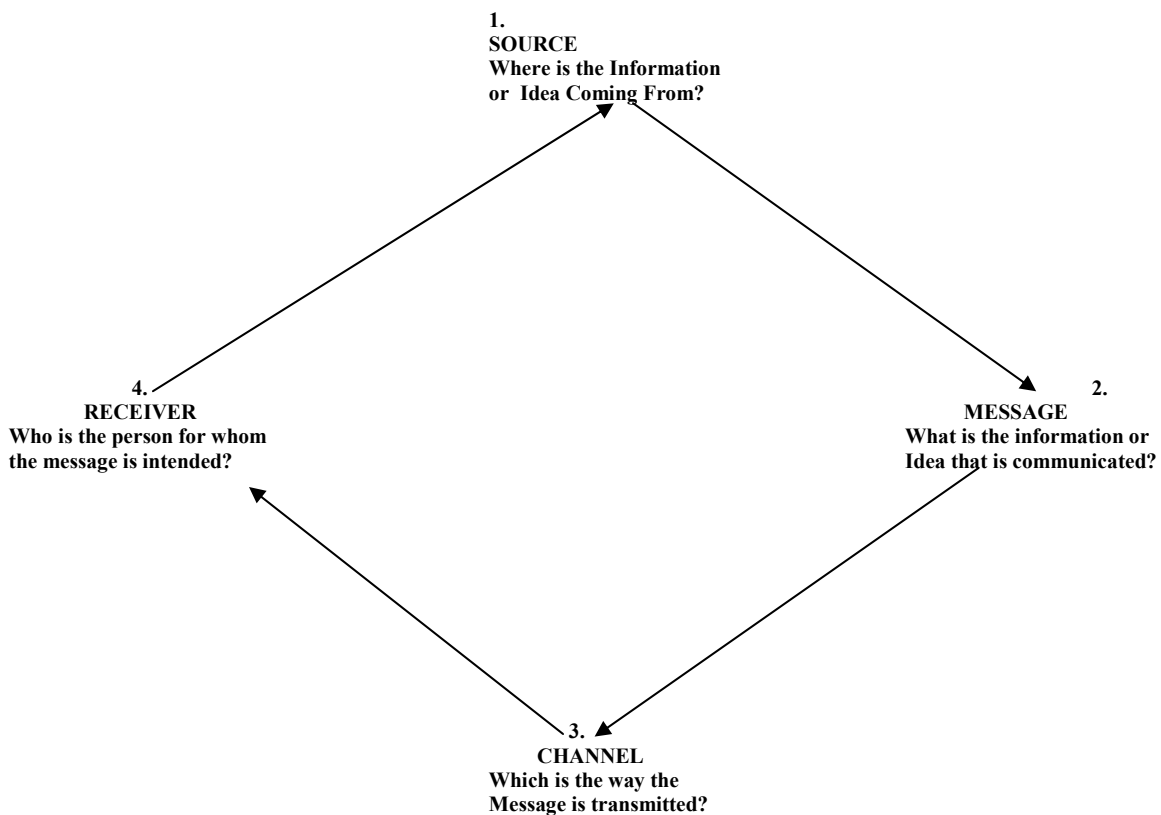 1.
SOURCE
Where is the Information
or Idea Coming From?
2.
MESSAGE
What is the information or
Idea that is communicated?
3.
CHANNEL
Which is the way the
Message is transmitted?
4.
RECEIVER
Who is the person for whom
the message is intended?